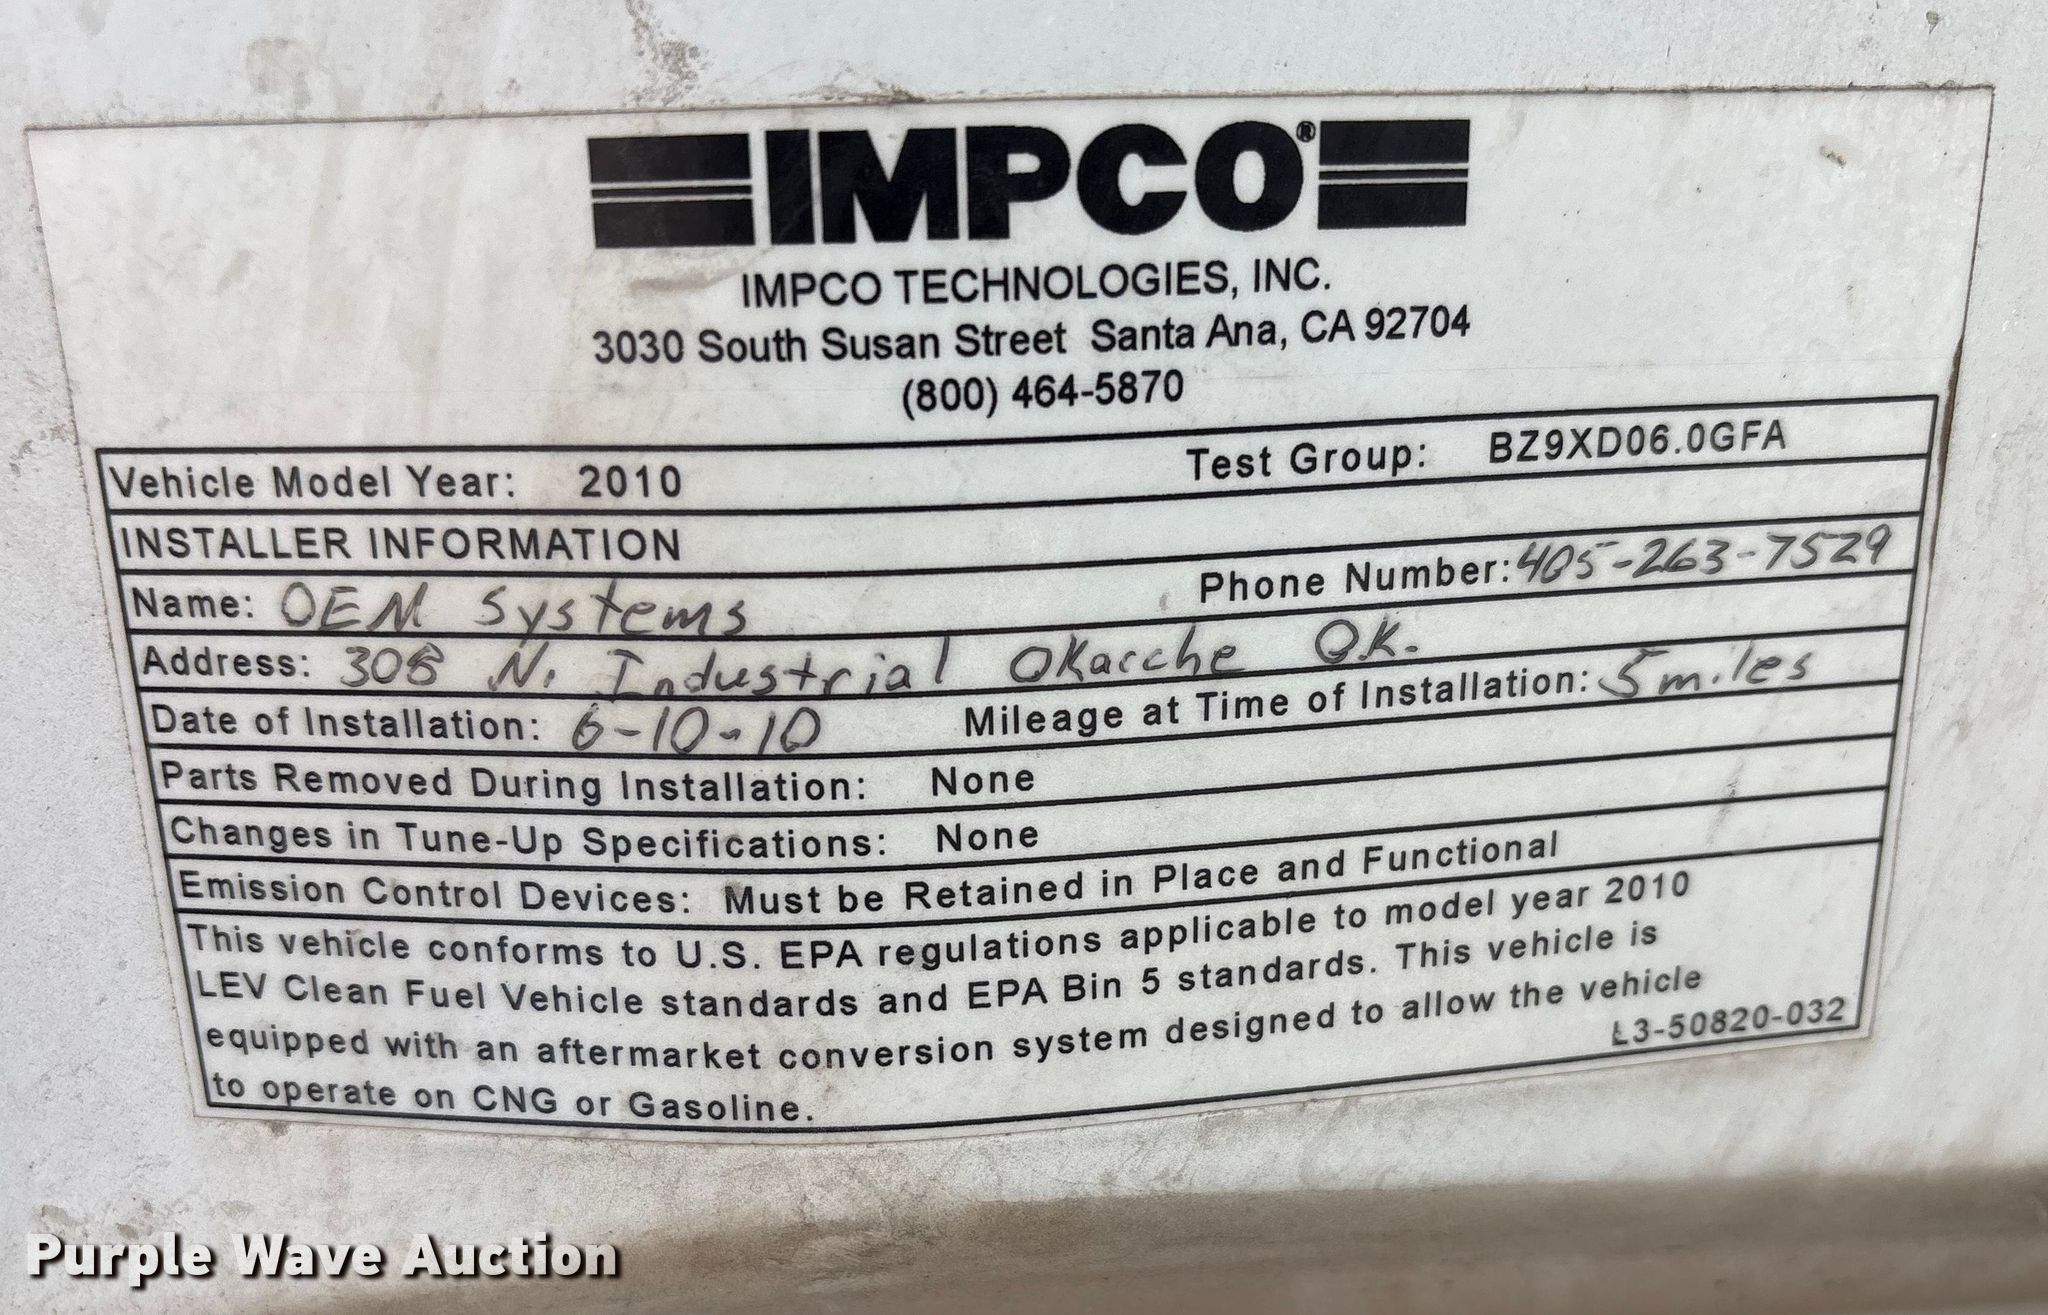 IMPCO®
IMPCO TECHNOLOGIES, INC.
3030 South Susan Street Santa Ana, CA 92704
(800) 464-5870
Vehicle Model Year: 2010 Test Group: BZ9XD06.0GFA
INSTALLER INFORMATION
Name: OEM Systems Phone Number: 405-263-7529
Address: 308 N. Industrial Okarche OK.
Date of Installation: 6-10-10 Mileage at Time of Installation: 5 miles
Parts Removed During Installation: None
Changes in Tune-Up Specifications: None
Emission Control Devices: Must be Retained in Place and Functional
This vehicle conforms to U.S. EPA regulations applicable to model year 2010
LEV Clean Fuel Vehicle standards and EPA Bin 5 standards. This vehicle is
equipped with an aftermarket conversion system designed to allow the vehicle
to operate on CNG or Gasoline.
L3-50820-032
Purple Wave Auction